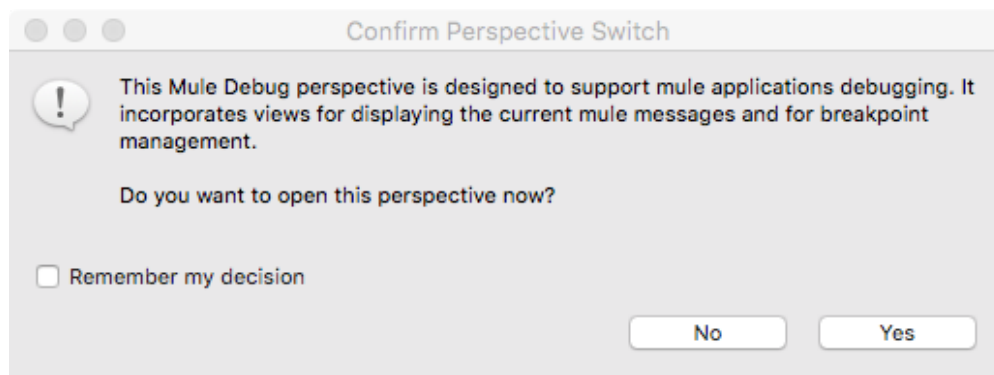 Confirm Perspective Switch
This Mule Debug perspective is designed to support mule applications debugging. It
incorporates views for displaying the current mule messages and for breakpoint
management.
Do you want to open this perspective now?
Remember my decision
No Yes